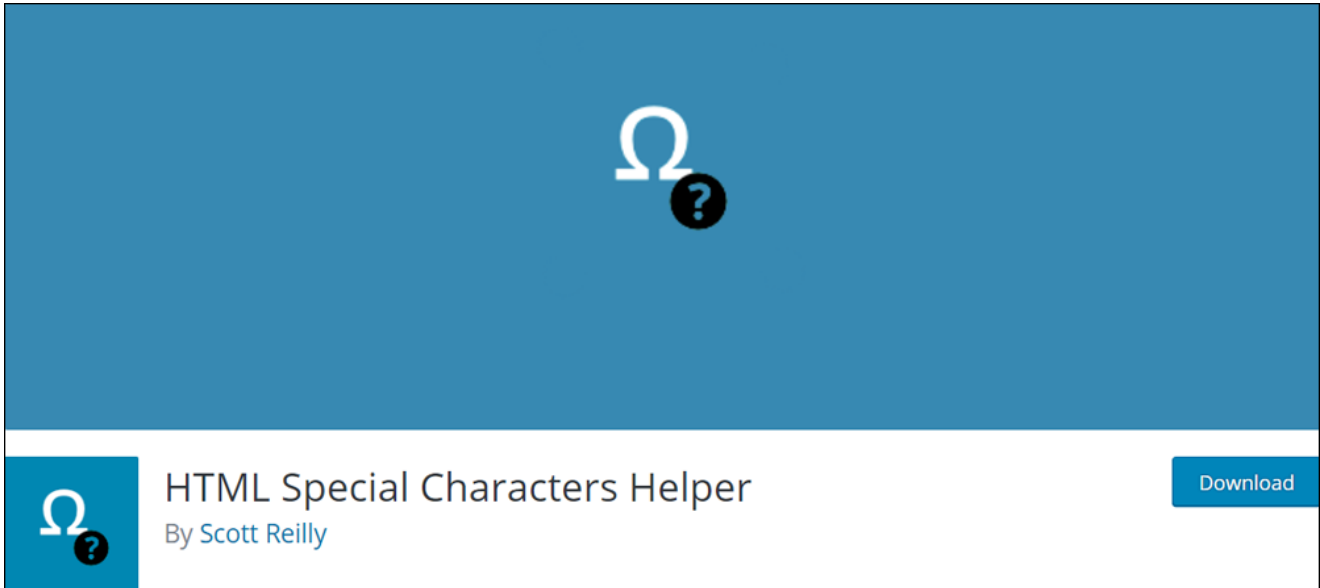 Ω
?
Ω
?
HTML Special Characters Helper
Download
By Scott Reilly